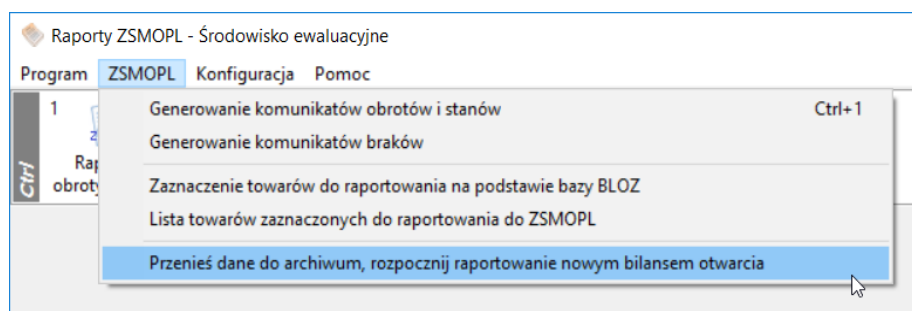 Raporty ZSMOPL - Środowisko ewaluacyjne
Program ZSMOPL Konfiguracja Pomoc
1
Generowanie komunikatów obrotów i stanów Ctrl+1
Generowanie komunikatów braków
Ctrl
Zaznaczenie towarów do raportowania na podstawie bazy BLOZ
Lista towarów zaznaczonych do raportowania do ZSMOPL
Przenieś dane do archiwum, rozpocznij raportowanie nowym bilansem otwarcia